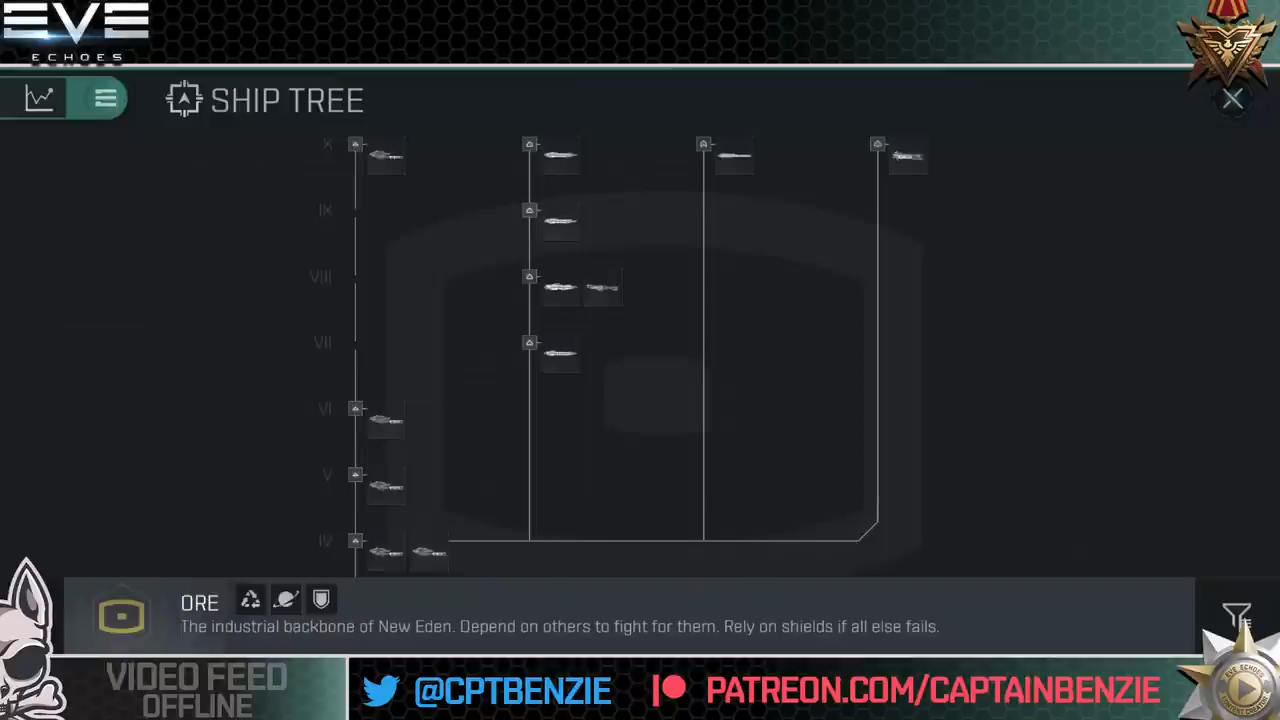 EVE
ECHOES
SHIP TREE
X
IX
VIII
VII
VI
V
IV
ORE
The industrial backbone of New Eden. Depend on others to fight for them. Rely on shields if all else fails.
VIDEO FEED
OFFLINE
@CPTBENZIE
PATREON.COM/CAPTAINBENZIE